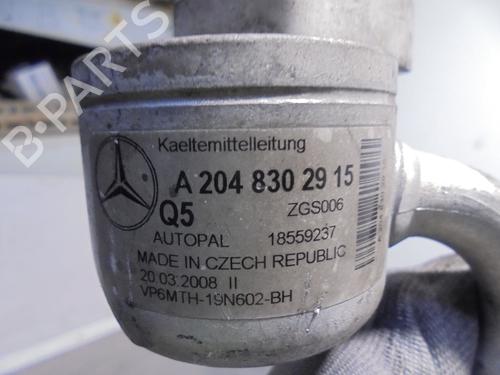 B-PARTS
Kaeltemittelleitung
A 204 830 29 15
Q5 ZGS006
AUTOPAL 18559237
MADE IN CZECH REPUBLIC
20.03.2008 II
VP6MTH-19N602-BH